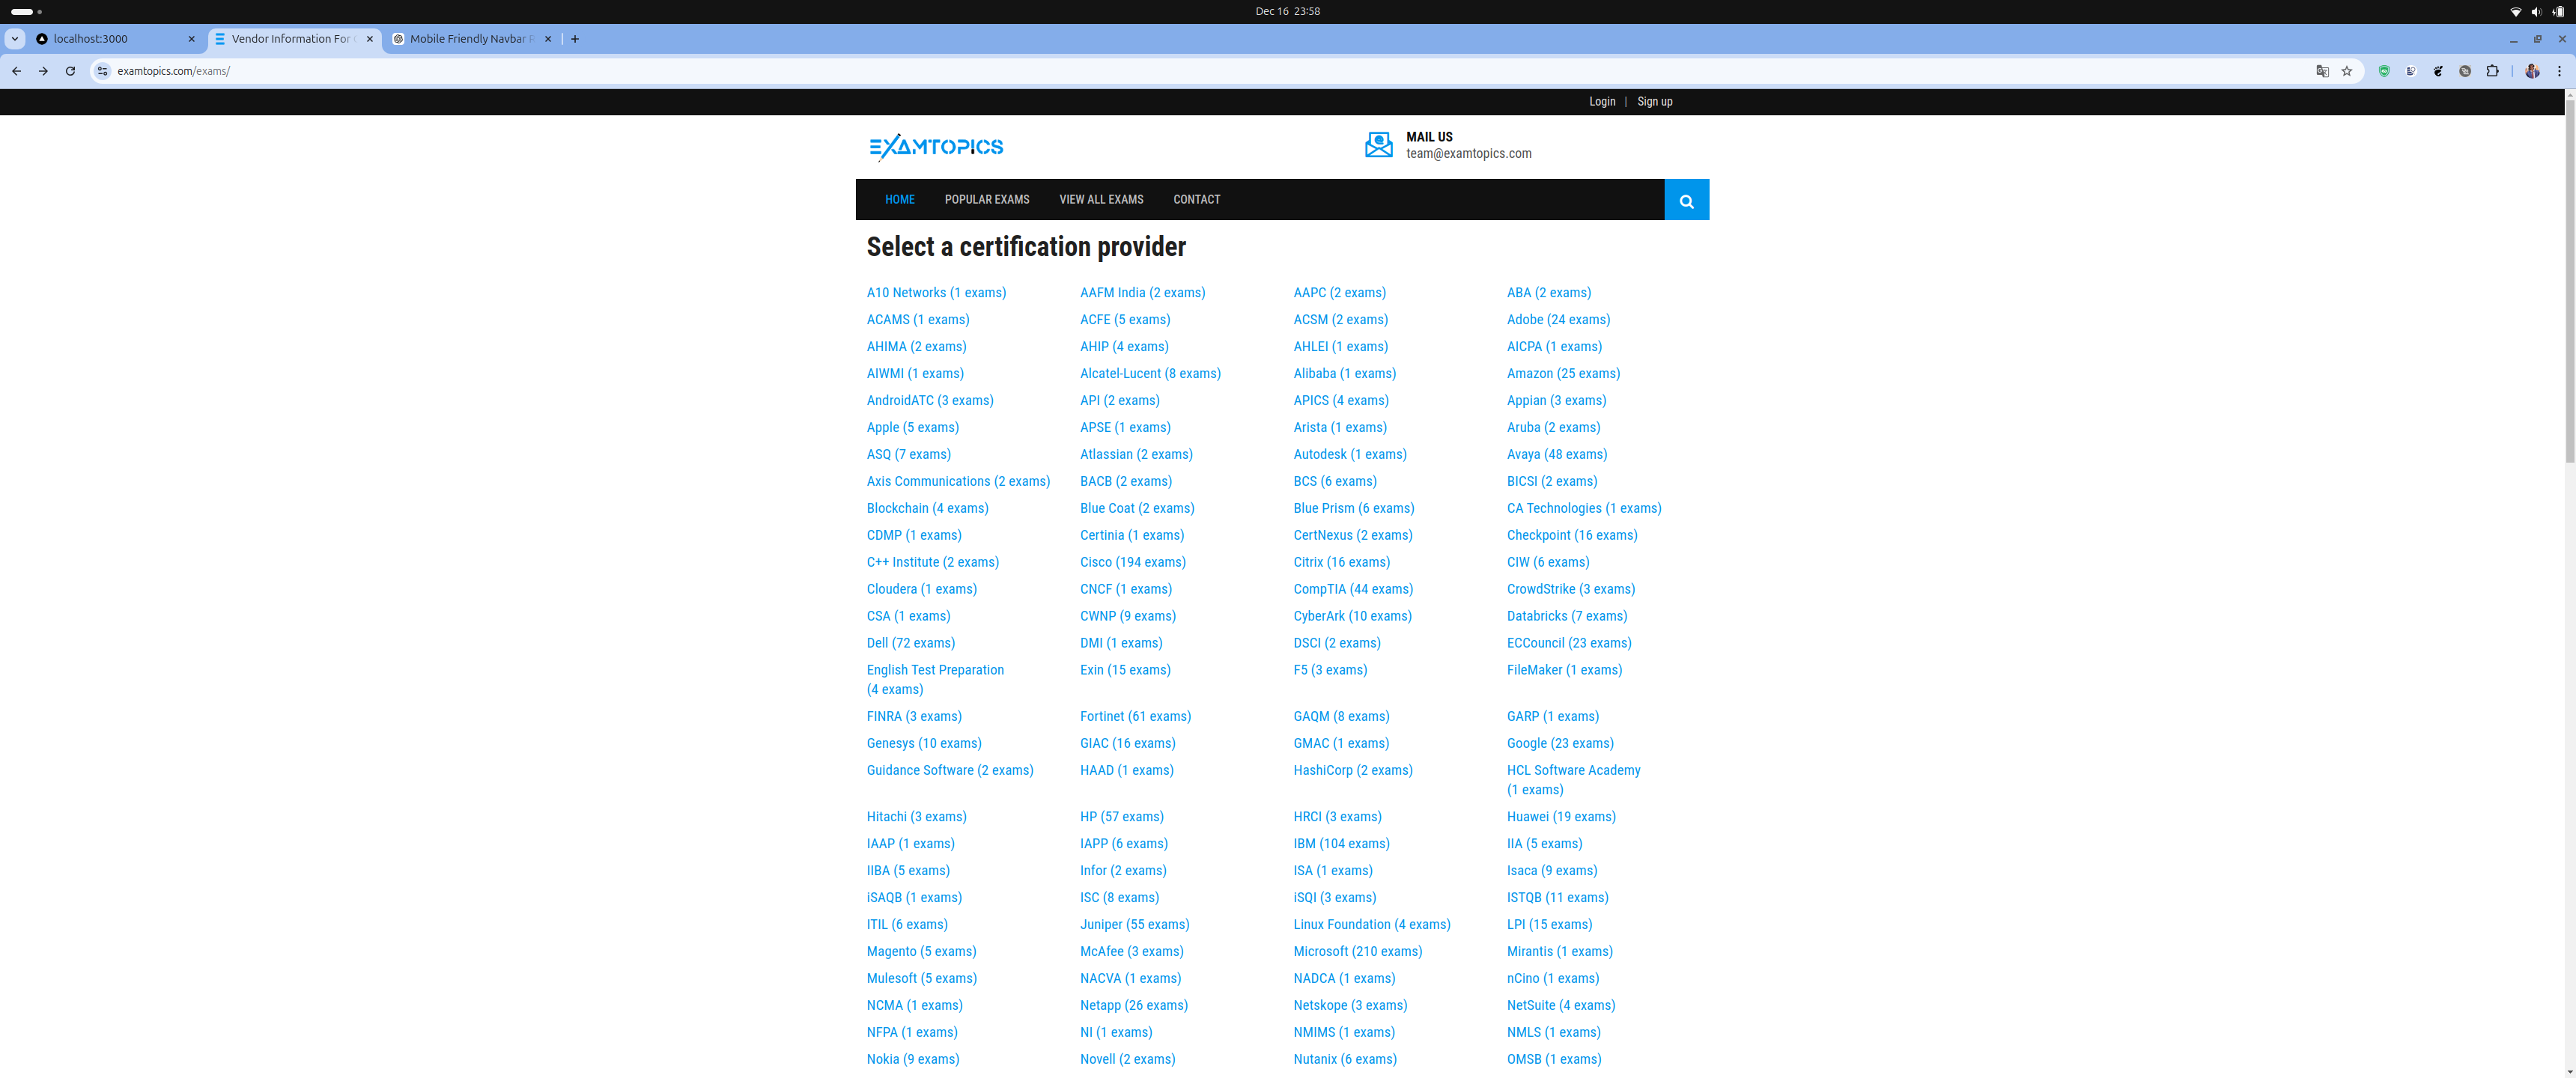 Dec 16 23:58
localhost:3000
Vendor Information For
Mobile Friendly Navbar
examtopics.com/exams/
Login | Sign up
EXAMTOPICS
MAIL US
team@examtopics.com
HOME POPULAR EXAMS VIEW ALL EXAMS CONTACT
Select a certification provider
A10 Networks (1 exams) AAFM India (2 exams) AAPC (2 exams) ABA (2 exams)
ACAMS (1 exams) ACFE (5 exams) ACSM (2 exams) Adobe (24 exams)
AHIMA (2 exams) AHIP (4 exams) AHLEI (1 exams) AICPA (1 exams)
AIWMI (1 exams) Alcatel-Lucent (8 exams) Alibaba (1 exams) Amazon (25 exams)
AndroidATC (3 exams) API (2 exams) APICS (4 exams) Appian (3 exams)
Apple (5 exams) APSE (1 exams) Arista (1 exams) Aruba (2 exams)
ASQ (7 exams) Atlassian (2 exams) Autodesk (1 exams) Avaya (48 exams)
Axis Communications (2 exams) BACB (2 exams) BCS (6 exams) BICSI (2 exams)
Blockchain (4 exams) Blue Coat (2 exams) Blue Prism (6 exams) CA Technologies (1 exams)
CDMP (1 exams) Certinia (1 exams) CertNexus (2 exams) Checkpoint (16 exams)
C++ Institute (2 exams) Cisco (194 exams) Citrix (16 exams) CIW (6 exams)
Cloudera (1 exams) CNCF (1 exams) CompTIA (44 exams) CrowdStrike (3 exams)
CSA (1 exams) CWNP (9 exams) CyberArk (10 exams) Databricks (7 exams)
Dell (72 exams) DMI (1 exams) DSCI (2 exams) ECCouncil (23 exams)
English Test Preparation Exin (15 exams) F5 (3 exams) FileMaker (1 exams)
(4 exams)
FINRA (3 exams) Fortinet (61 exams) GAQM (8 exams) GARP (1 exams)
Genesys (10 exams) GIAC (16 exams) GMAC (1 exams) Google (23 exams)
Guidance Software (2 exams) HAAD (1 exams) HashiCorp (2 exams) HCL Software Academy
(1 exams)
Hitachi (3 exams) HP (57 exams) HRCI (3 exams) Huawei (19 exams)
IAAP (1 exams) IAPP (6 exams) IBM (104 exams) IIA (5 exams)
IIBA (5 exams) Infor (2 exams) ISA (1 exams) Isaca (9 exams)
iSAQB (1 exams) ISC (8 exams) iSQI (3 exams) ISTQB (11 exams)
ITIL (6 exams) Juniper (55 exams) Linux Foundation (4 exams) LPI (15 exams)
Magento (5 exams) McAfee (3 exams) Microsoft (210 exams) Mirantis (1 exams)
Mulesoft (5 exams) NACVA (1 exams) NADCA (1 exams) nCino (1 exams)
NCMA (1 exams) Netapp (26 exams) Netskope (3 exams) NetSuite (4 exams)
NFPA (1 exams) NI (1 exams) NMIMS (1 exams) NMLS (1 exams)
Nokia (9 exams) Novell (2 exams) Nutanix (6 exams) OMSB (1 exams)